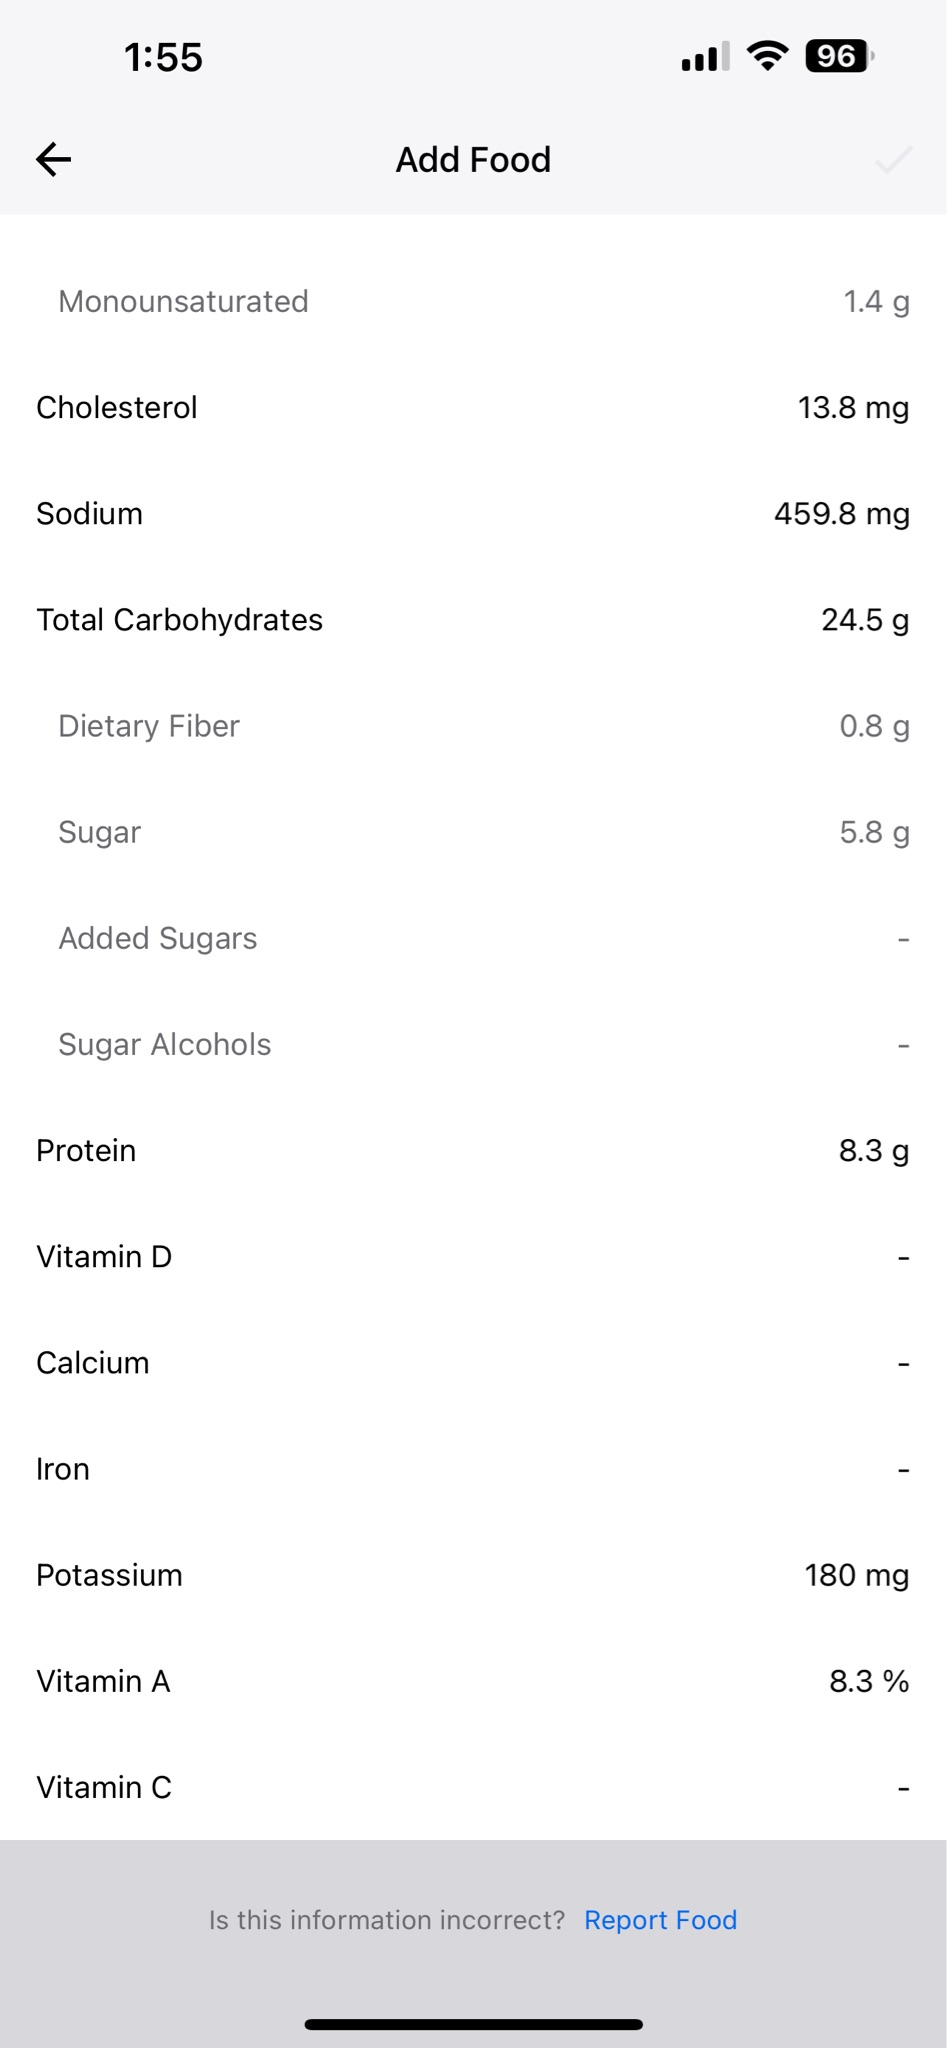 1:55
96
Add Food
Monounsaturated 1.4 g
Cholesterol 13.8 mg
Sodium 459.8 mg
Total Carbohydrates 24.5 g
Dietary Fiber 0.8 g
Sugar 5.8 g
Added Sugars -
Sugar Alcohols -
Protein 8.3 g
Vitamin D -
Calcium -
Iron -
Potassium 180 mg
Vitamin A 8.3 %
Vitamin C -
Is this information incorrect? Report Food